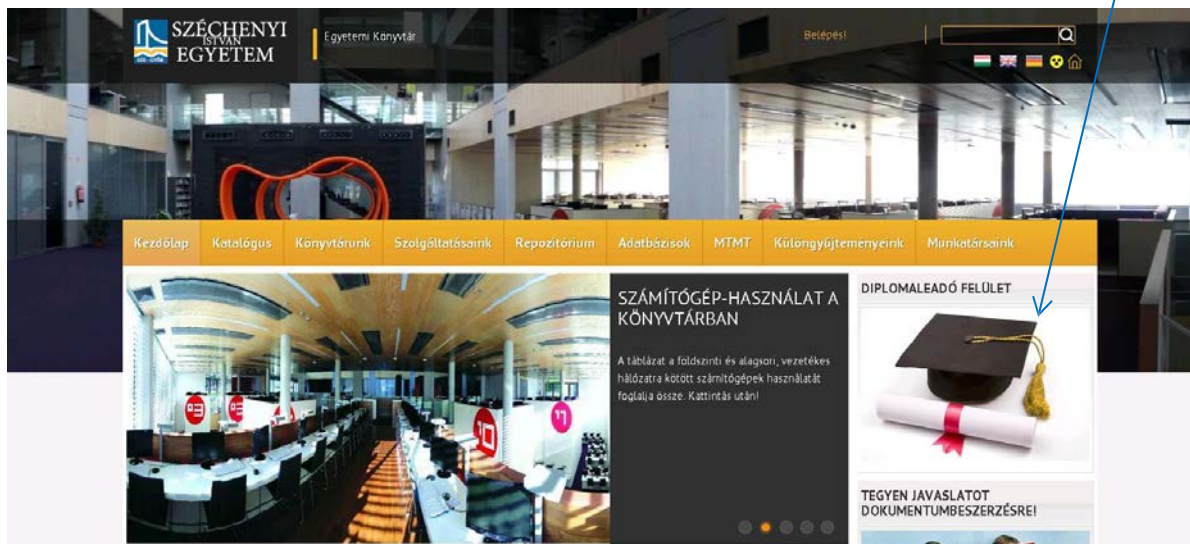 SZÉCHENYI
ISTVÁN
EGYETEM
Egyetemi Könyvtár
Belépés!
Kezdőlap Katalógus Könyvtárunk Szolgáltatásaink Repozitórium Adatbázisok MTMT Különgyűjteményeink Munkatársaink
SZÁMÍTÓGÉP-HASZNÁLAT A
KÖNYVTÁRBAN
A táblázat a földszinti és alagsori, vezetékes
hálózatra kötött számítógépek használatát
foglalja össze. Kattintás után!
DIPLOMALEADÓ FELÜLET
TEGYEN JAVASLATOT
DOKUMENTUMBESZERZÉSRE!